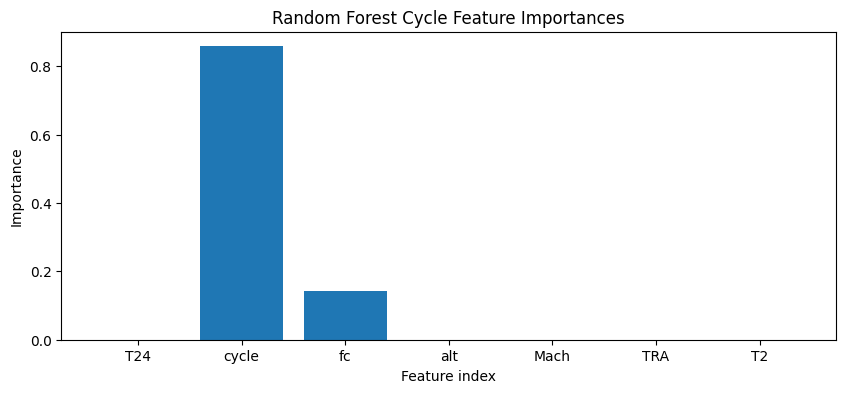 Random Forest Cycle Feature Importances
Importance
0.8
0.6
0.4
0.2
0.0
T24 cycle fc alt Mach TRA T2
Feature index